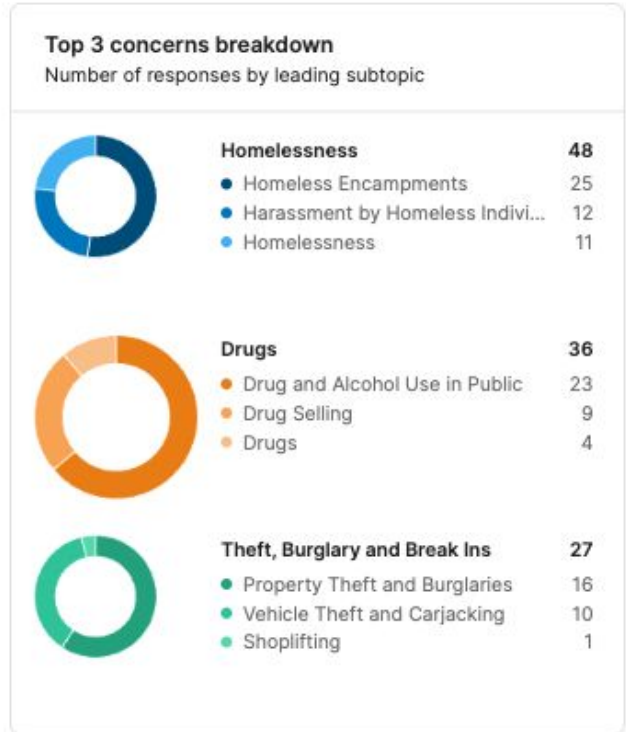 Top 3 concerns breakdown
Number of responses by leading subtopic
Homelessness 48
Homeless Encampments 25
Harassment by Homeless Indivi... 12
Homelessness 11
Drugs 36
Drug and Alcohol Use in Public 23
Drug Selling 9
Drugs 4
Theft, Burglary and Break Ins 27
Property Theft and Burglaries 16
Vehicle Theft and Carjacking 10
Shoplifting 1